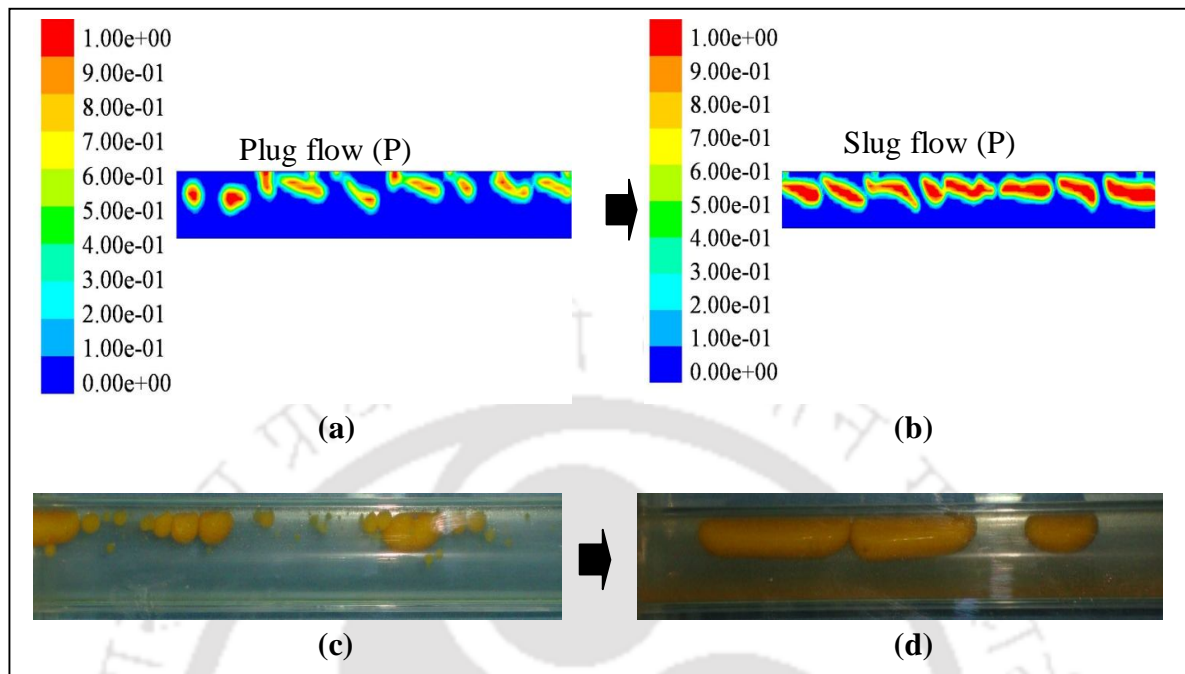 1.00e+00
9.00e-01
8.00e-01
7.00e-01
6.00e-01
5.00e-01
4.00e-01
3.00e-01
2.00e-01
1.00e-01
0.00e+00
Plug flow (P)
(a)
1.00e+00
9.00e-01
8.00e-01
7.00e-01
6.00e-01
5.00e-01
4.00e-01
3.00e-01
2.00e-01
1.00e-01
0.00e+00
Slug flow (P)
(b)
(c)
(d)